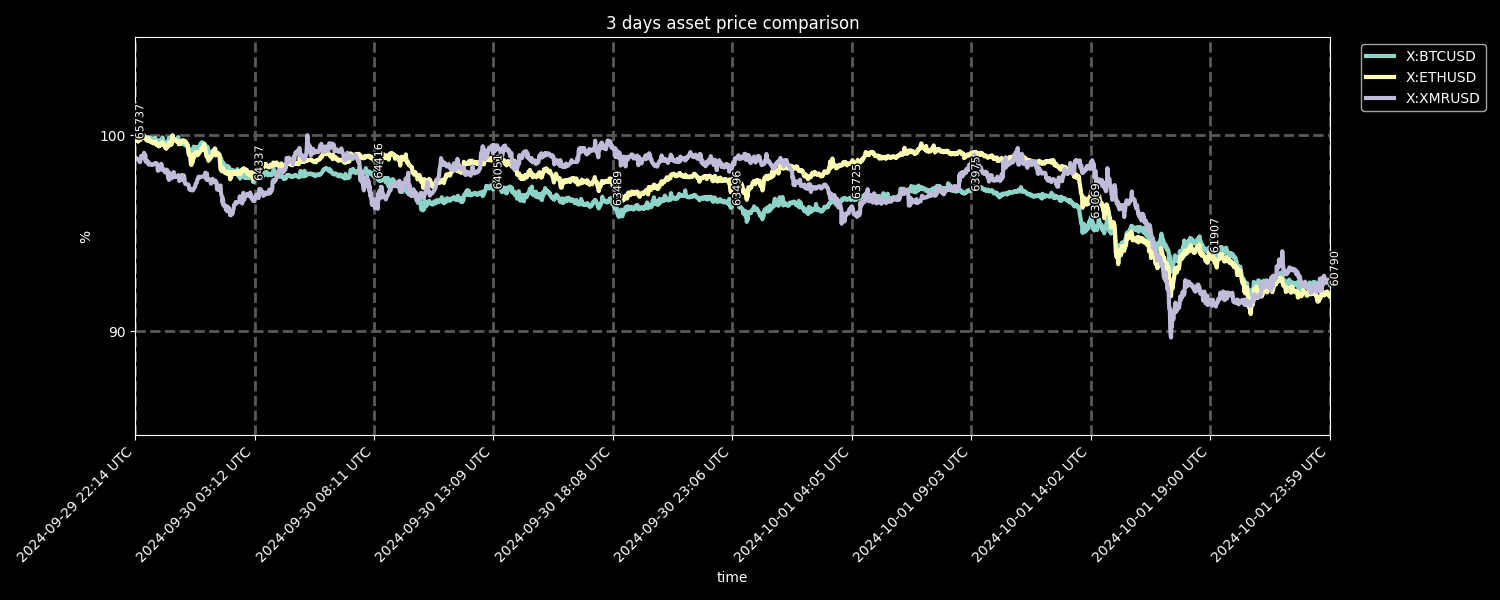 3 days asset price comparison
X:BTCUSD
X:ETHUSD
X:XMRUSD
%
100
90
65737
64337
64416
64051
63489
63496
63725
63975
63069
61907
60790
2024-09-29 22:14 UTC
2024-09-30 03:12 UTC
2024-09-30 08:11 UTC
2024-09-30 13:09 UTC
2024-09-30 18:08 UTC
2024-09-30 23:06 UTC
2024-10-01 04:05 UTC
2024-10-01 09:03 UTC
2024-10-01 14:02 UTC
2024-10-01 19:00 UTC
2024-10-01 23:59 UTC
time